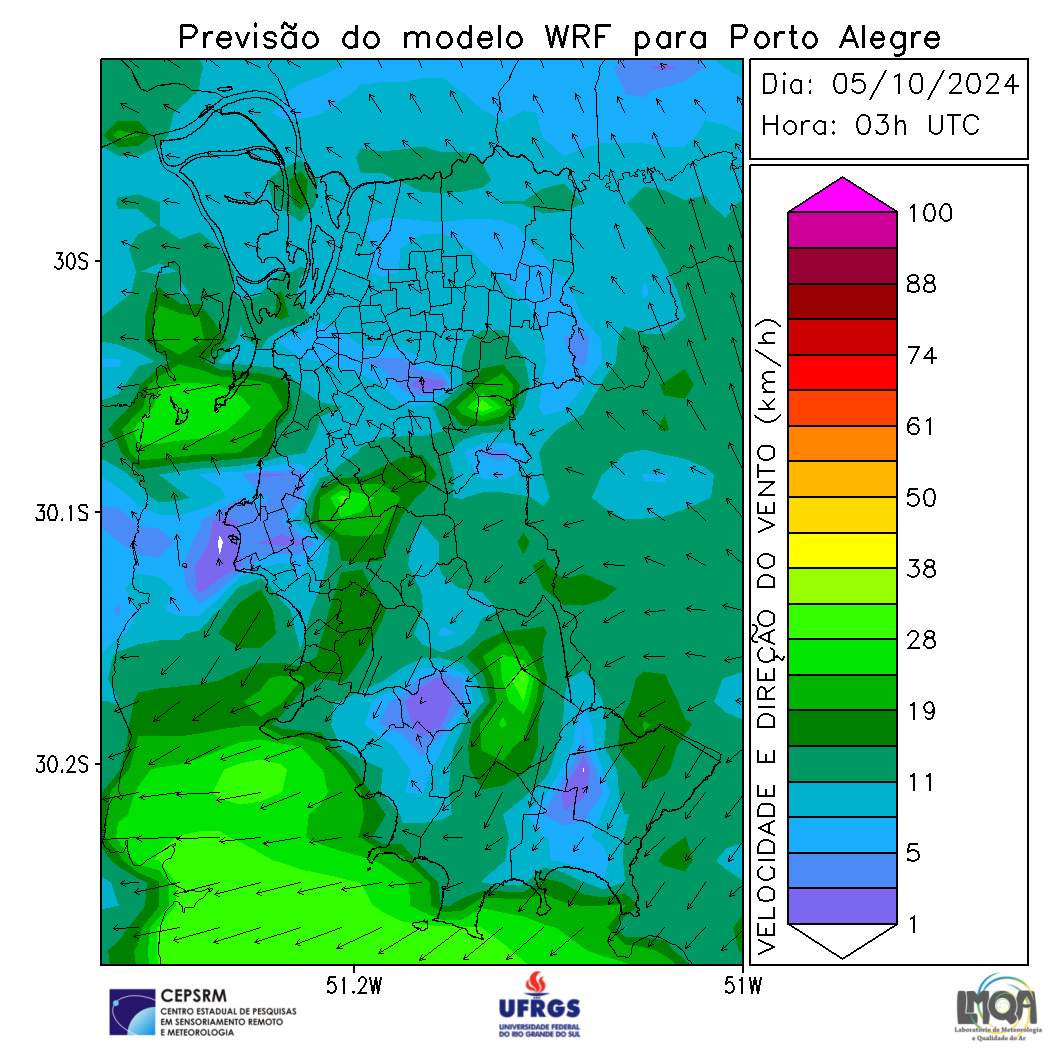 Previsão do modelo WRF para Porto Alegre
Dia: 05/10/2024
Hora: 03h UTC
30S
30.1S
30.2S
51.2W
51W
VELOCIDADE E DIREÇÃO DO VENTO (km/h)
100
88
74
61
50
38
28
19
11
5
1
CEPSRM
CENTRO ESTADUAL DE PESQUISAS
EM SENSORIAMENTO REMOTO
E METEOROLOGIA
UFRGS
UNIVERSIDADE FEDERAL
DO RIO GRANDE DO SUL
LMQA
Laboratório de Meteorologia
e Qualidade do Ar